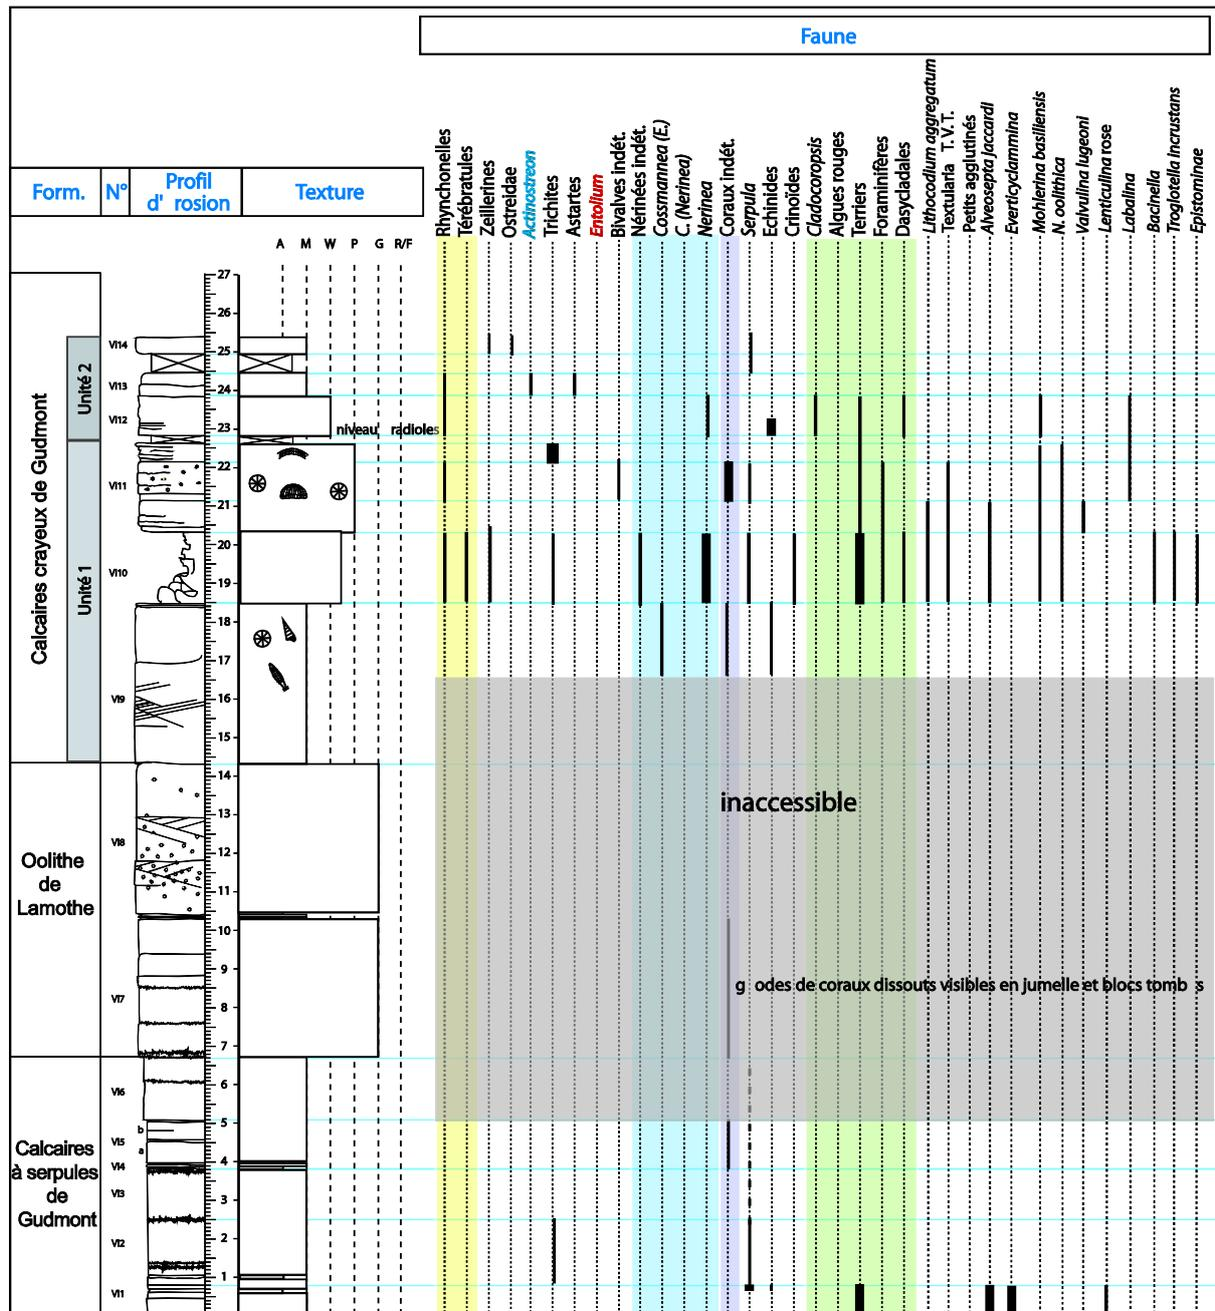 Faune
Form.
N°
Profil
d' rosion
Texture
Rhynchonelles
Térébratules
Zeillerines
Ostreidae
Actinostreon
Trichites
Astartes
Entolium
Bivalves indét.
Nérinées indét.
Cossmannea (E.)
C. (Nerinea)
Nerinea
Coraux indét.
Serpula
Echinides
Crinoides
Cladocoropsis
Algues rouges
Terriers
Foraminifères
Dasycladales
Lithocodium aggregatum
Textularia T.V.T.
Petits agglutinés
Alveosepta Jaccardi
Everticyclammina
Mohlerina basiliensis
N. oolithica
Valvulina lugeoni
Lenticulina rose
Labalina
Bacinella
Troglotella incrustans
Epistominae
A M W P G R/F
27
26
25
24
23
22
21
20
19
18
17
16
15
14
13
12
11
10
9
8
7
6
5
4
3
2
1
Calcaires crayeux de Gudmont
Unité 2
Unité 1
VI14
VI13
VI12
niveau radioles
VI11
VI10
VI9
Oolithe
de
Lamothe
VI8
inaccessible
VI7
g odes de coraux dissouts visibles en jumelle et blocs tomb s
Calcaires
à serpules
de
Gudmont
VI6
b
VI5
a
VI4
VI3
VI2
VI1